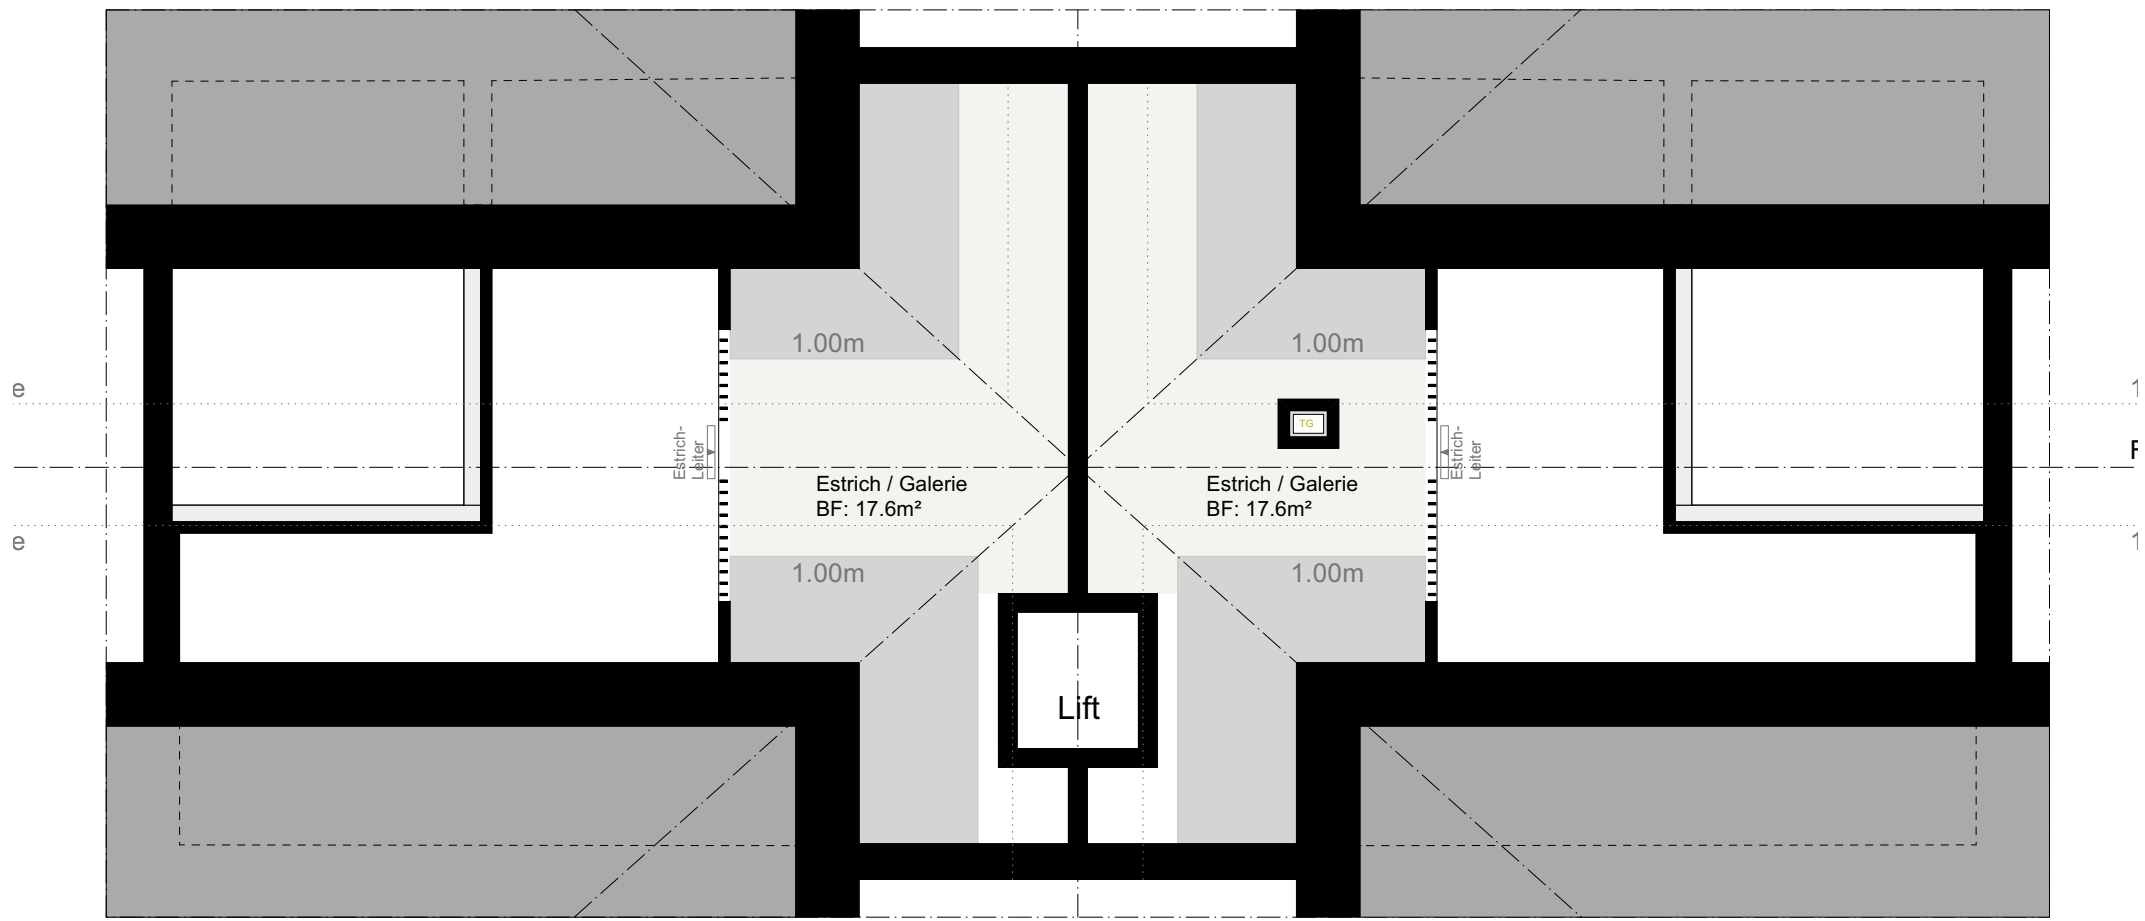 1.00m
1.00m
e
TG
Estrich-
Leiter
Estrich-
Leiter
Estrich / Galerie
BF: 17.6m²
Estrich / Galerie
BF: 17.6m²
e
1.00m
1.00m
Lift